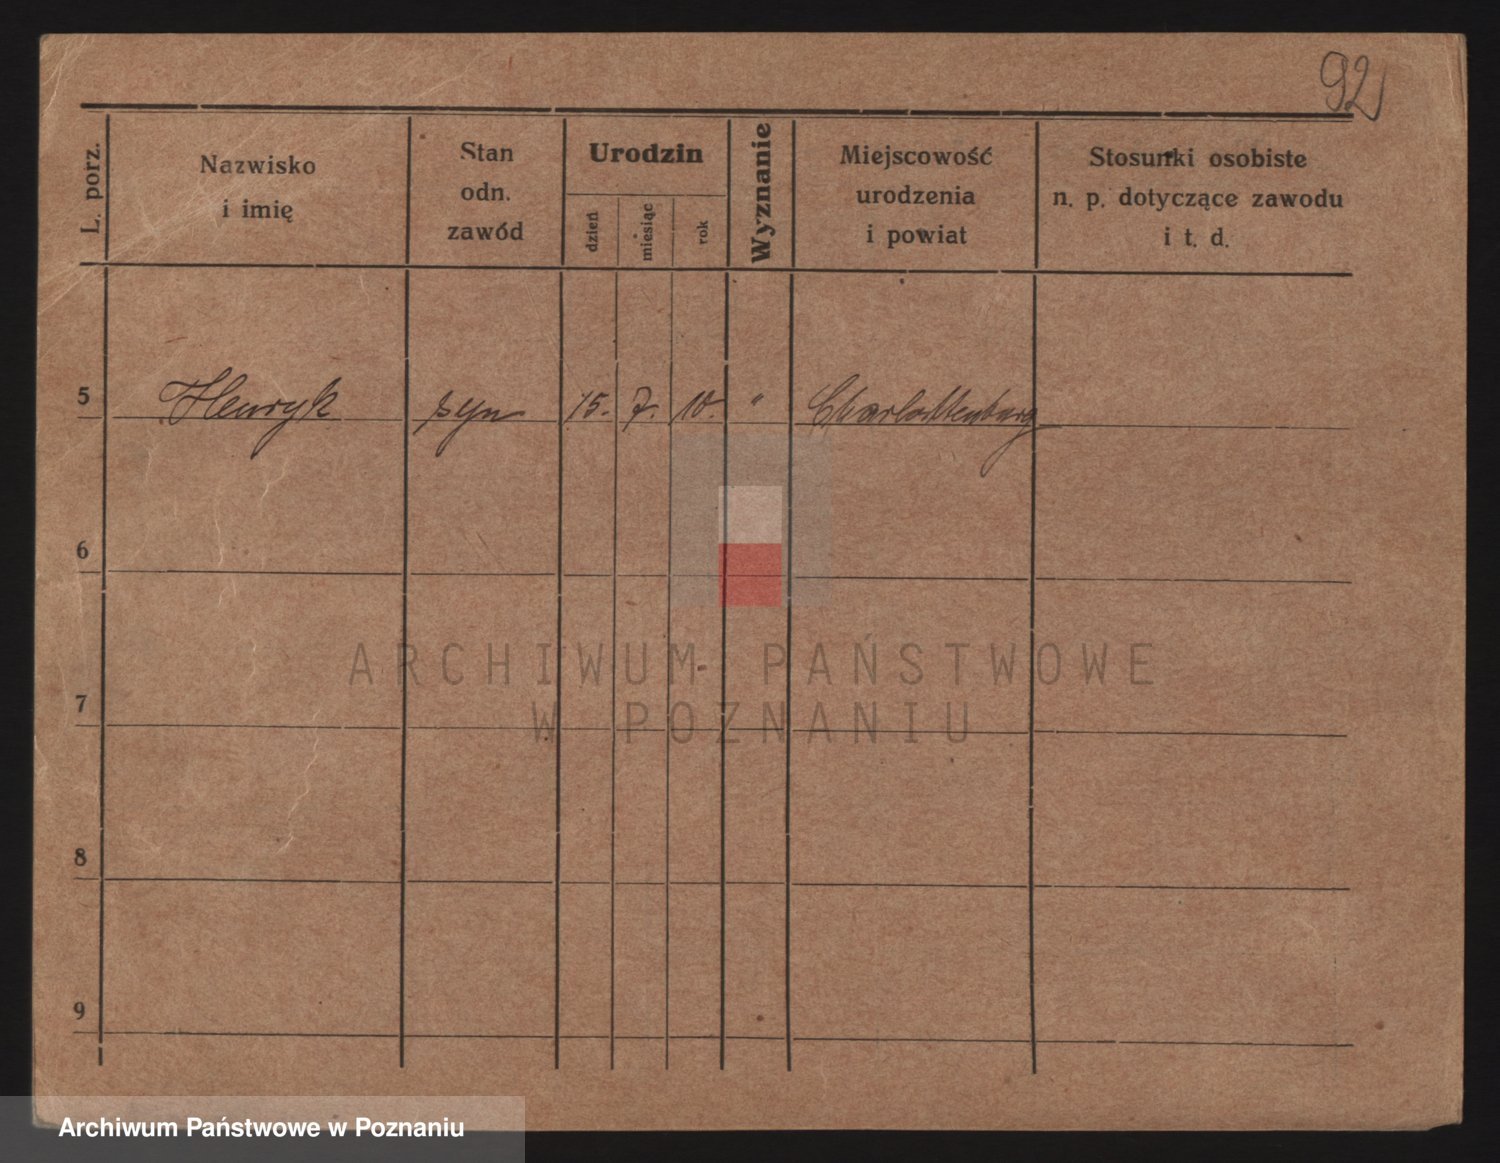 92
L. porz.
Nazwisko
i imię
Stan
odn.
zawód
Urodzin
dzień
miesiąc
rok
Wyznanie
Miejscowość
urodzenia
i powiat
Stosunki osobiste
n. p. dotyczące zawodu
i t. d.
5 Henryk syn 15. 7. 10. " Charlottenburg
6
7
8
9
ARCHIWUM PAŃSTWOWE
W POZNANIU
Archiwum Państwowe w Poznaniu